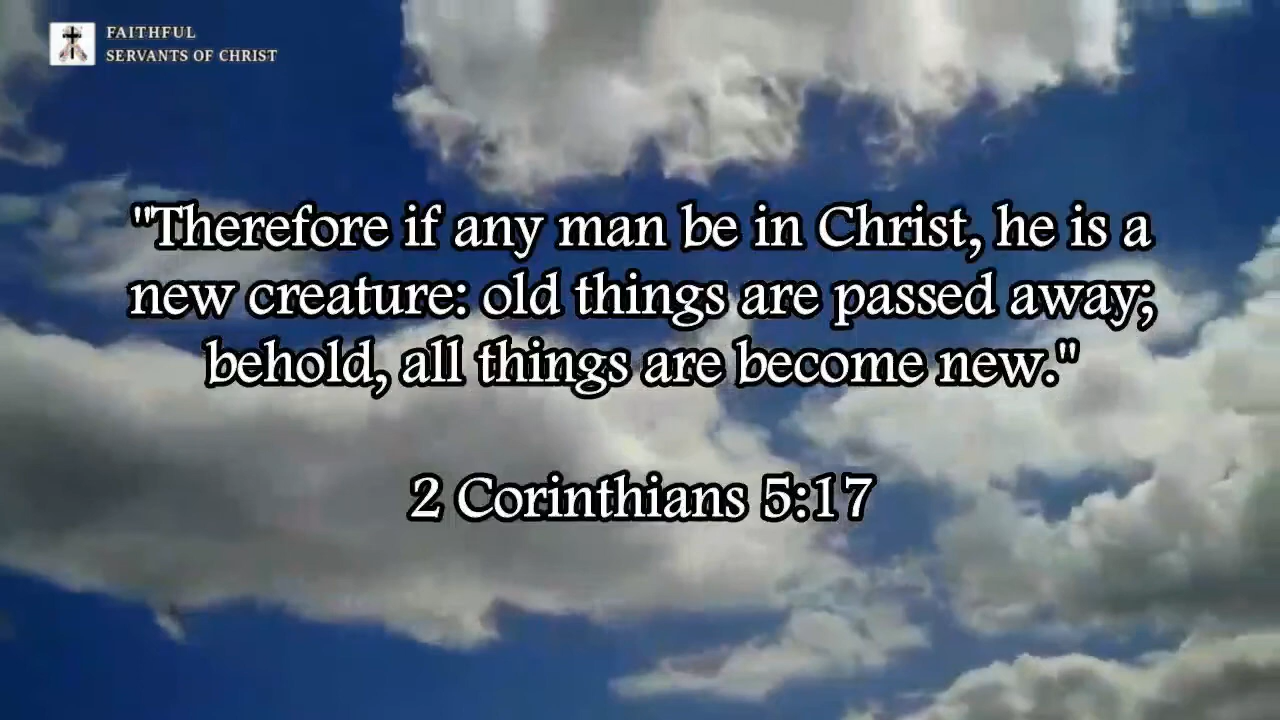 FAITHFUL
SERVANTS OF CHRIST
"Therefore if any man be in Christ, he is a
new creature: old things are passed away;
behold, all things are become new."
2 Corinthians 5:17